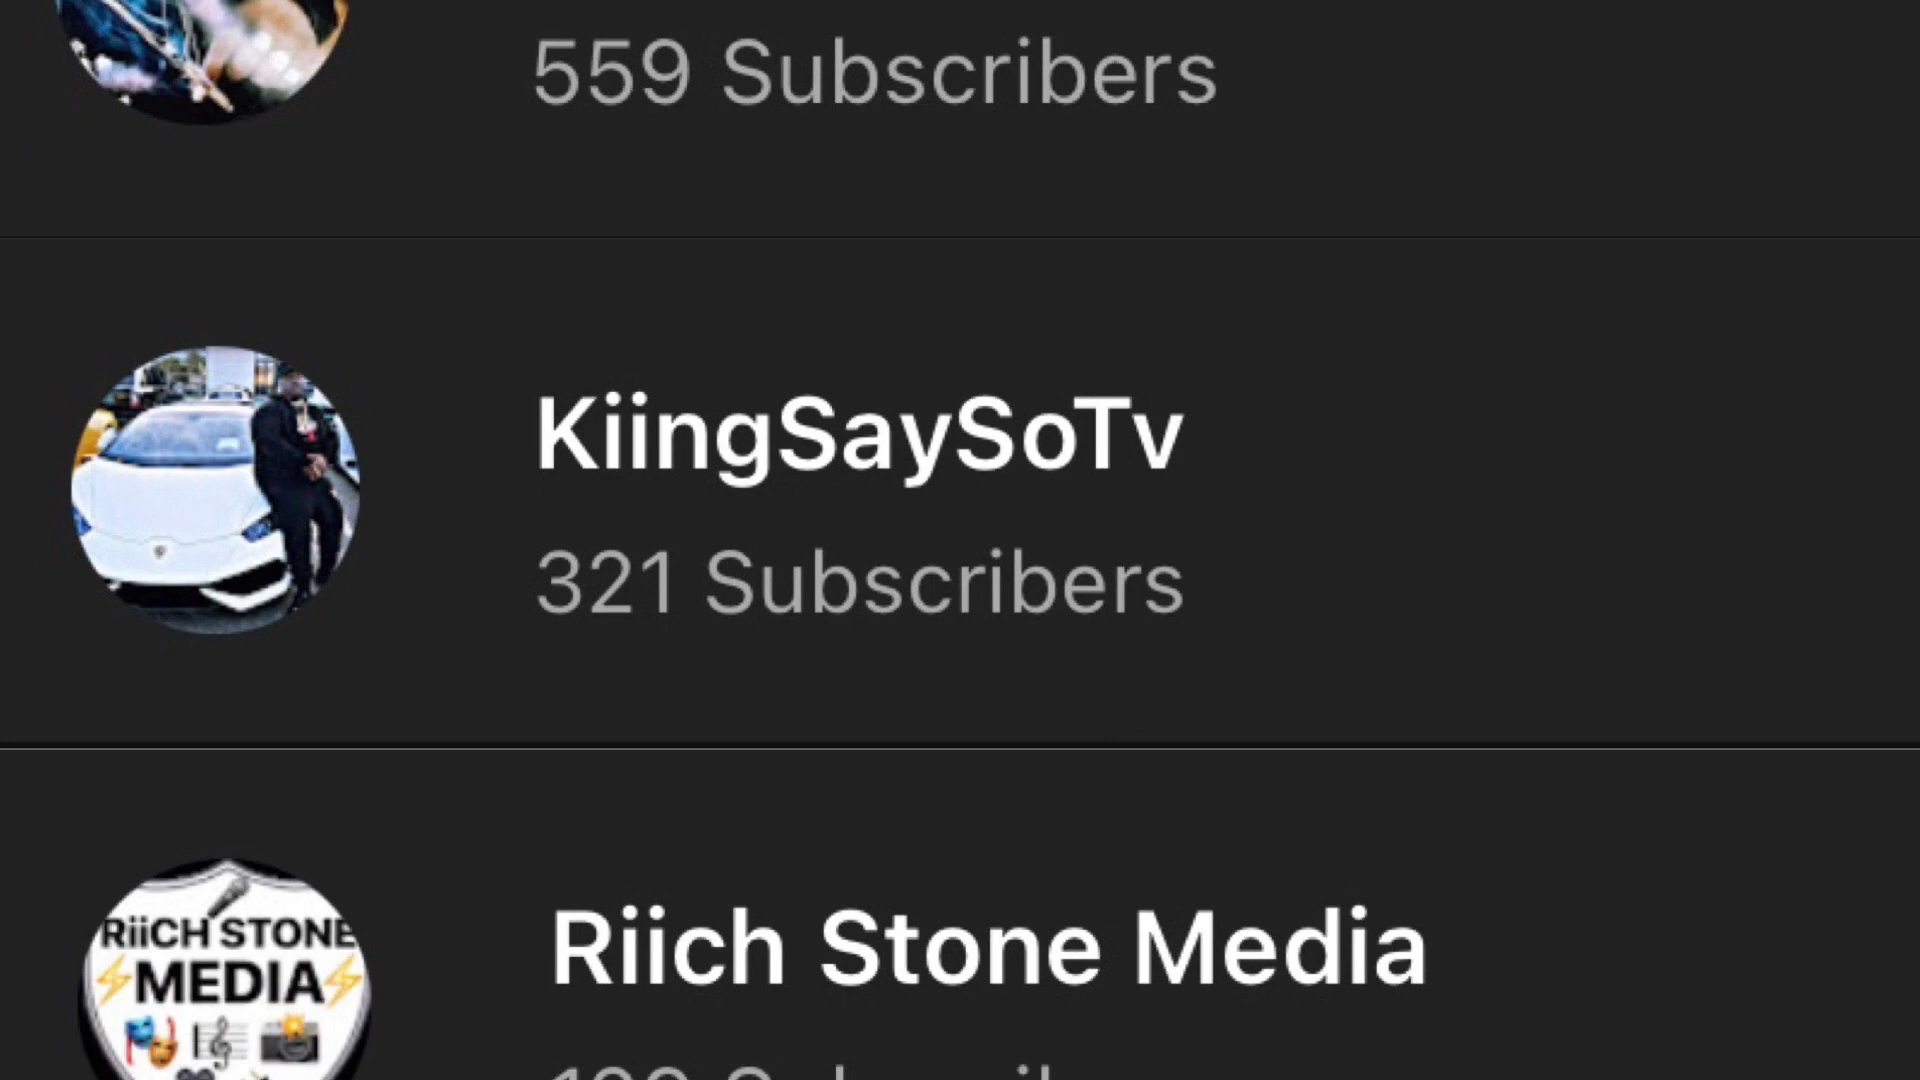 559 Subscribers
KiingSaySoTv
321 Subscribers
RiiCH STONE
⚡MEDIA⚡
Riich Stone Media